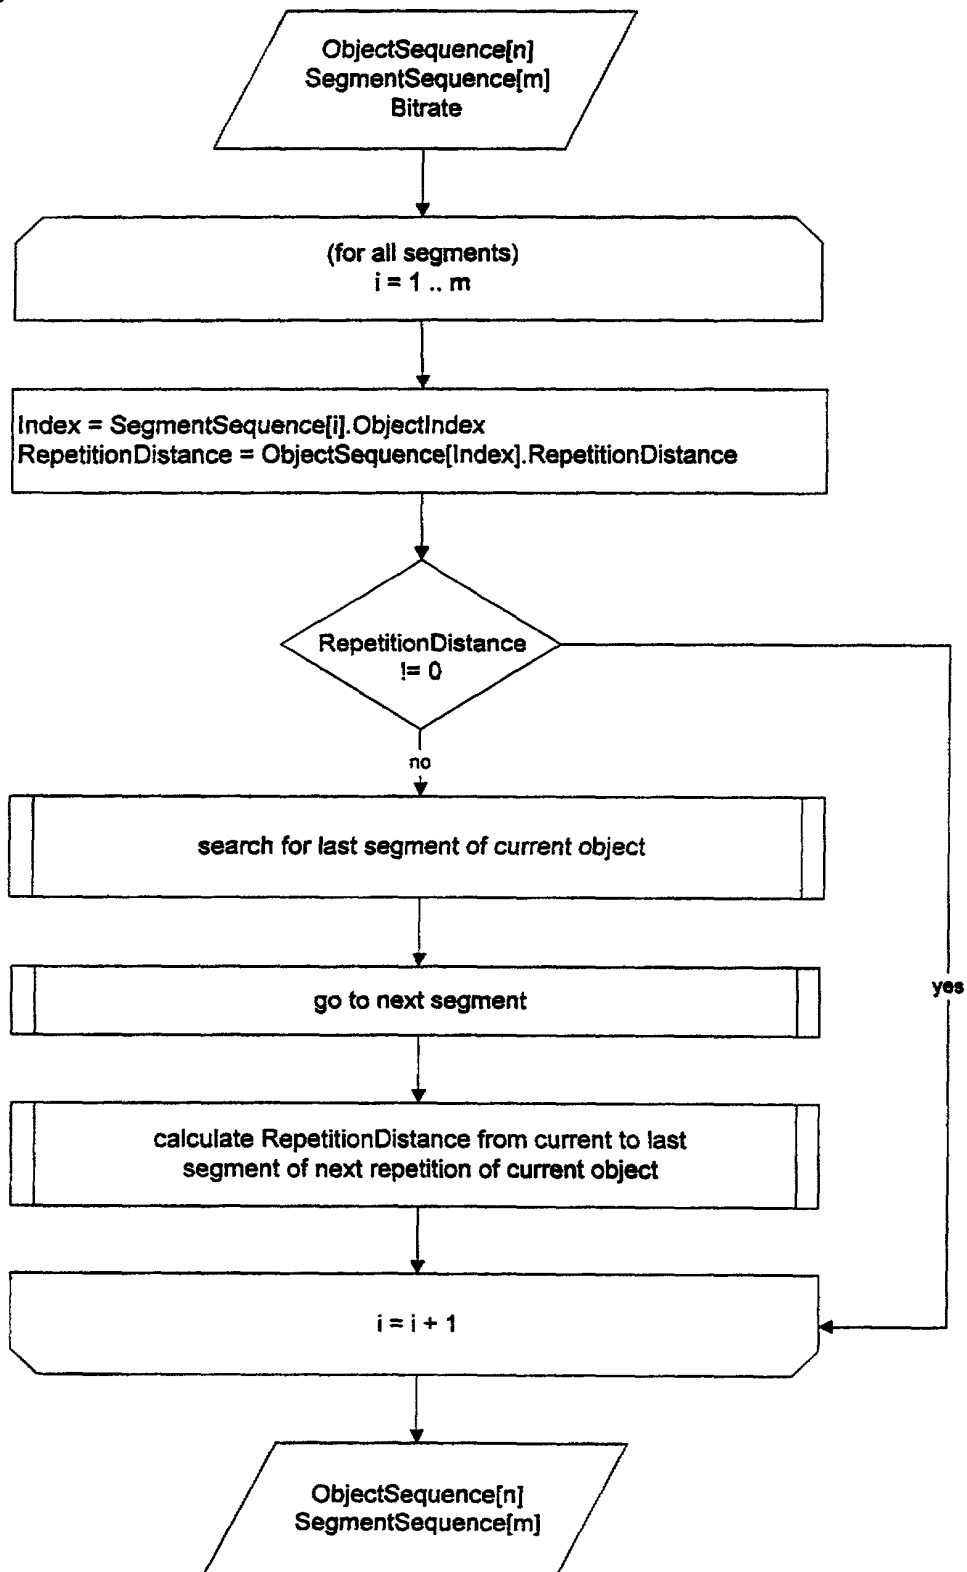 ObjectSequence[n]
SegmentSequence[m]
Bitrate
(for all segments)
i = 1 .. m
Index = SegmentSequence[i].ObjectIndex
RepetitionDistance = ObjectSequence[Index].RepetitionDistance
RepetitionDistance
!= 0
no
search for last segment of current object
go to next segment
yes
calculate RepetitionDistance from current to last
segment of next repetition of current object
i = i + 1
ObjectSequence[n]
SegmentSequence[m]